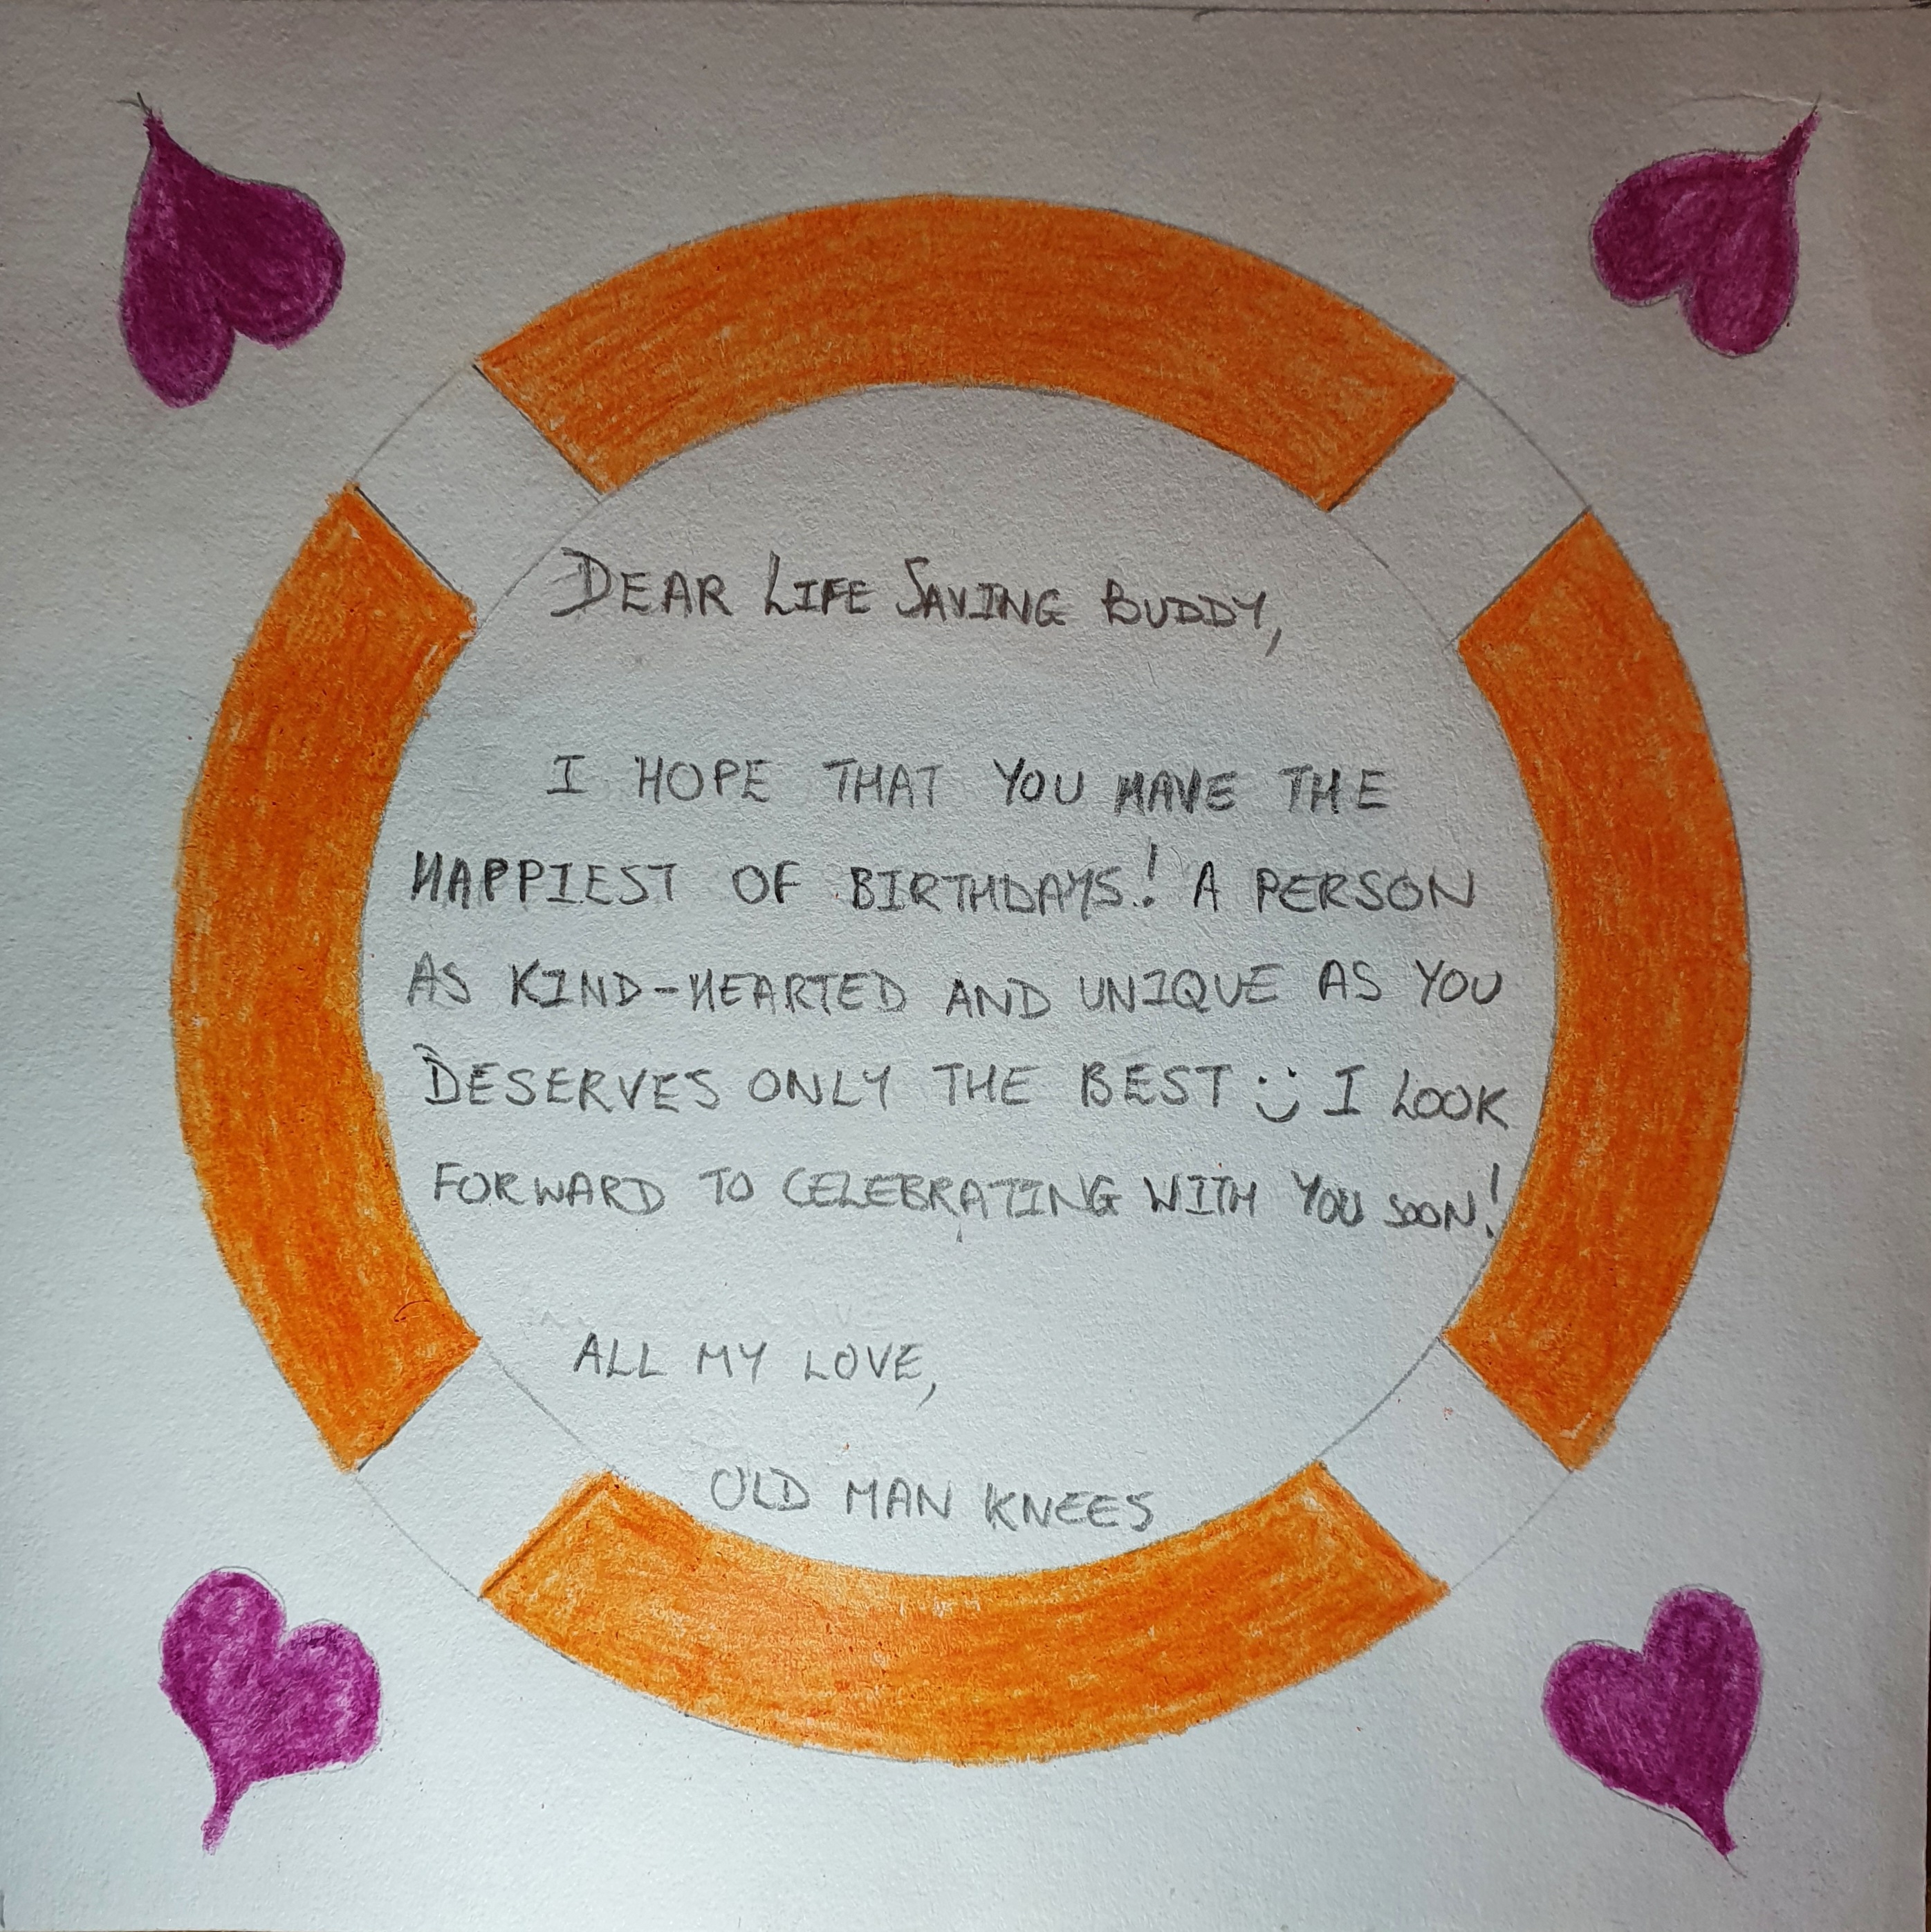 DEAR LIFE SAVING BUDDY,
I HOPE THAT YOU HAVE THE
HAPPIEST OF BIRTHDAYS! A PERSON
AS KIND-HEARTED AND UNIQUE AS YOU
DESERVES ONLY THE BEST :) I LOOK
FORWARD TO CELEBRATING WITH YOU SOON!
ALL MY LOVE,
OLD MAN KNEES